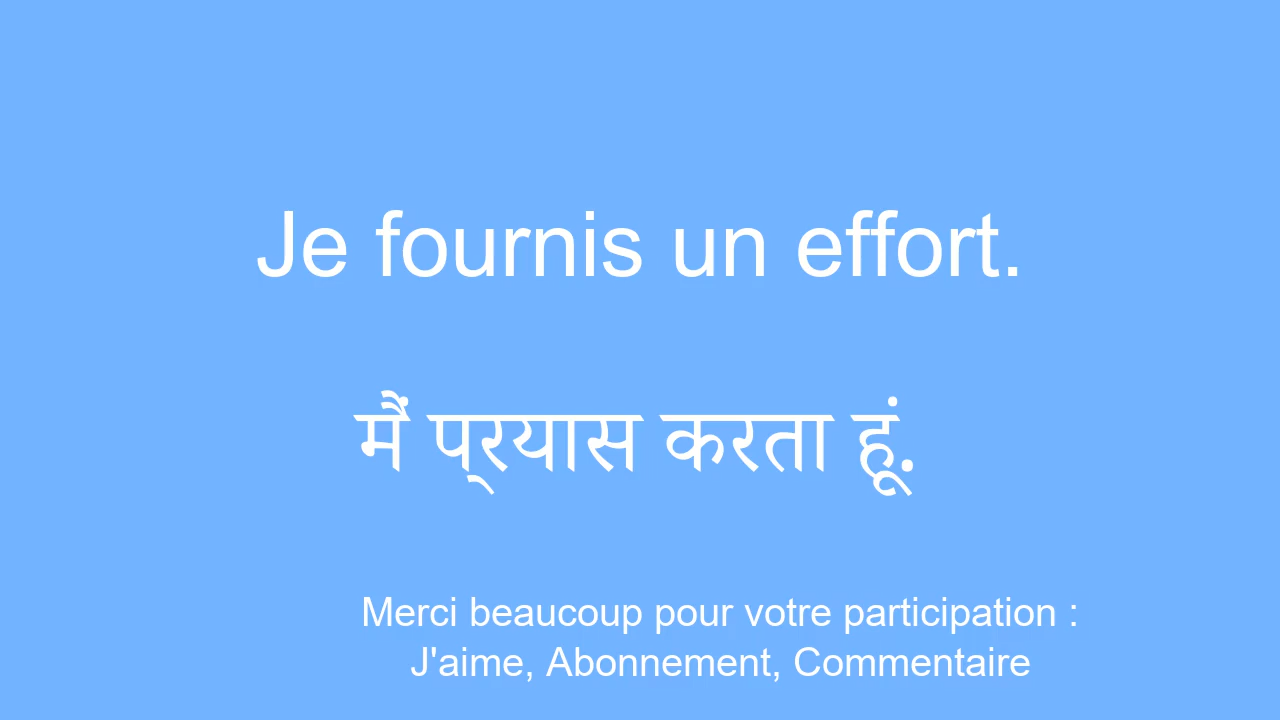 Je fournis un effort.
मैं प्रयास करता हूं.
Merci beaucoup pour votre participation :
J'aime, Abonnement, Commentaire